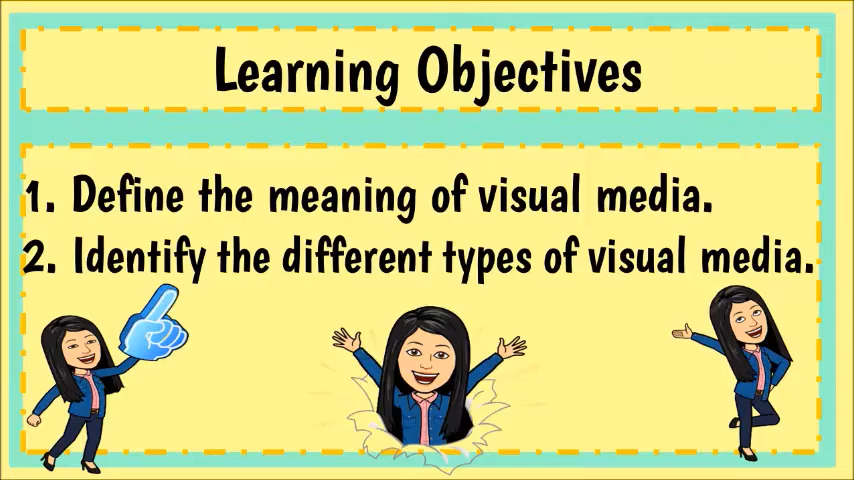 Learning Objectives
1. Define the meaning of visual media.
2. Identify the different types of visual media.